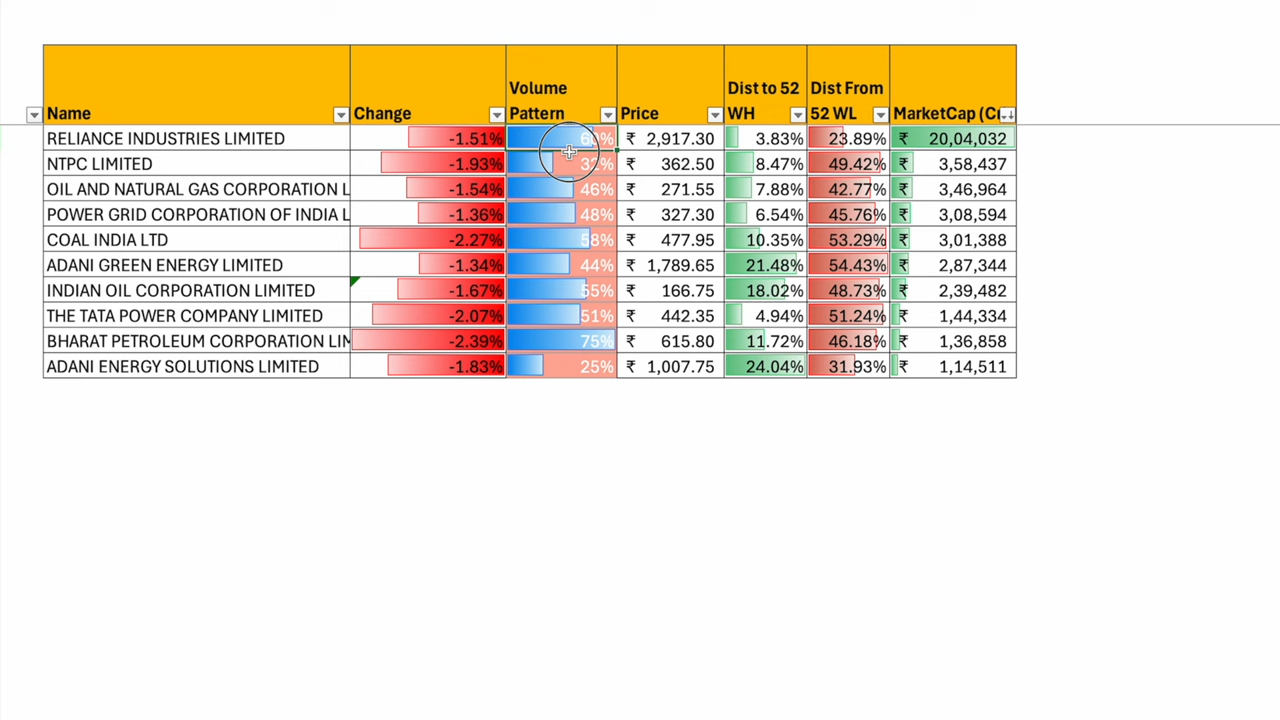 Name Change Volume Pattern Price Dist to 52 WH Dist From 52 WL MarketCap (Cr
RELIANCE INDUSTRIES LIMITED -1.51% ₹ 2,917.30 3.83% 23.89% ₹ 20,04,032
NTPC LIMITED -1.93% ₹ 362.50 8.47% 49.42% ₹ 3,58,437
OIL AND NATURAL GAS CORPORATION L -1.54% 46% ₹ 271.55 7.88% 42.77% ₹ 3,46,964
POWER GRID CORPORATION OF INDIA L -1.36% 48% ₹ 327.30 6.54% 45.76% ₹ 3,08,594
COAL INDIA LTD -2.27% 58% ₹ 477.95 10.35% 53.29% ₹ 3,01,388
ADANI GREEN ENERGY LIMITED -1.34% 44% ₹ 1,789.65 21.48% 54.43% ₹ 2,87,344
INDIAN OIL CORPORATION LIMITED -1.67% 55% ₹ 166.75 18.02% 48.73% ₹ 2,39,482
THE TATA POWER COMPANY LIMITED -2.07% 51% ₹ 442.35 4.94% 51.24% ₹ 1,44,334
BHARAT PETROLEUM CORPORATION LIM -2.39% 75% ₹ 615.80 11.72% 46.18% ₹ 1,36,858
ADANI ENERGY SOLUTIONS LIMITED -1.83% 25% ₹ 1,007.75 24.04% 31.93% ₹ 1,14,511